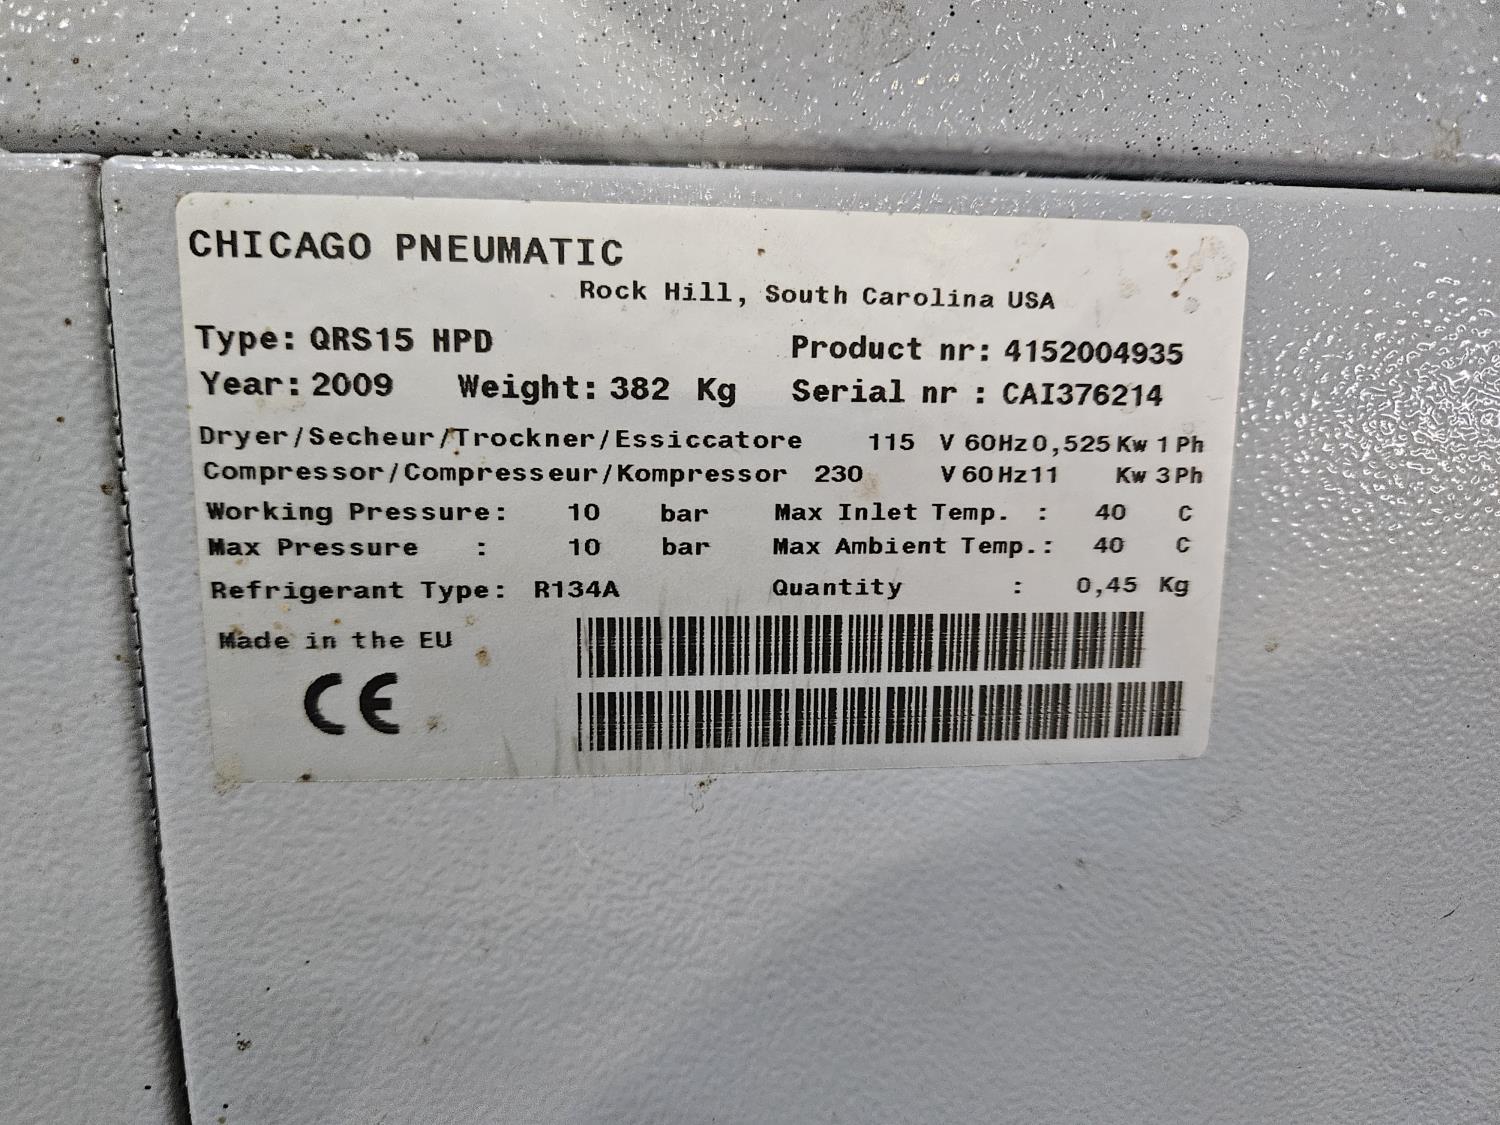 CHICAGO PNEUMATIC
Rock Hill, South Carolina USA
Type: QRS15 HPD Product nr: 4152004935
Year: 2009 Weight: 382 Kg Serial nr : CAI376214
Dryer/Secheur/Trockner/Essiccatore 115 V 60Hz 0,525 Kw 1 Ph
Compressor/Compresseur/Kompressor 230 V 60Hz 11 Kw 3 Ph
Working Pressure: 10 bar Max Inlet Temp. : 40 C
Max Pressure : 10 bar Max Ambient Temp.: 40 C
Refrigerant Type: R134A Quantity : 0,45 Kg
Made in the EU
CE